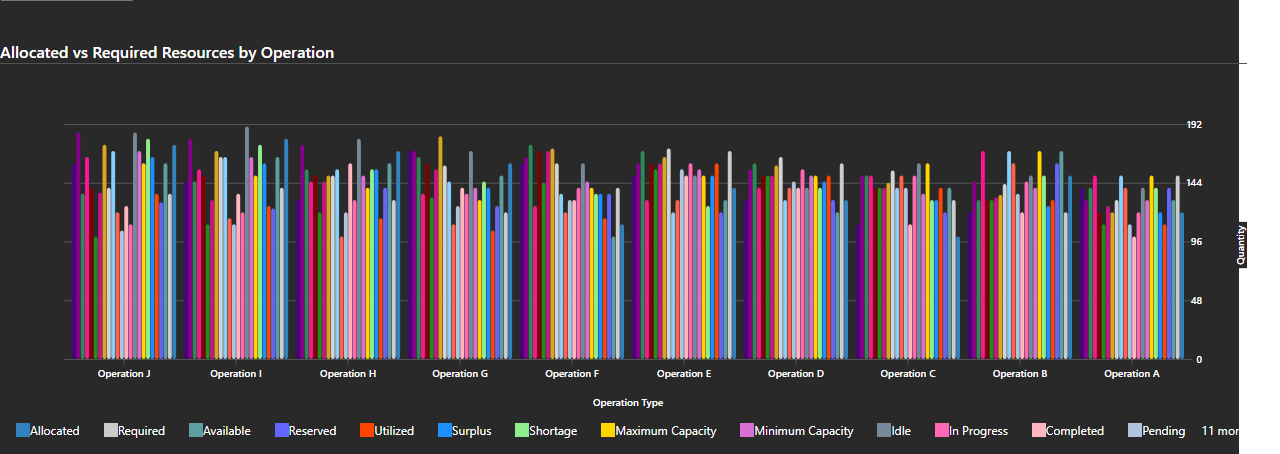 Allocated vs Required Resources by Operation
192
144
96
48
0
Quantity
Operation J Operation I Operation H Operation G Operation F Operation E Operation D Operation C Operation B Operation A
Operation Type
Allocated Required Available Reserved Utilized Surplus Shortage Maximum Capacity Minimum Capacity Idle In Progress Completed Pending 11 mor